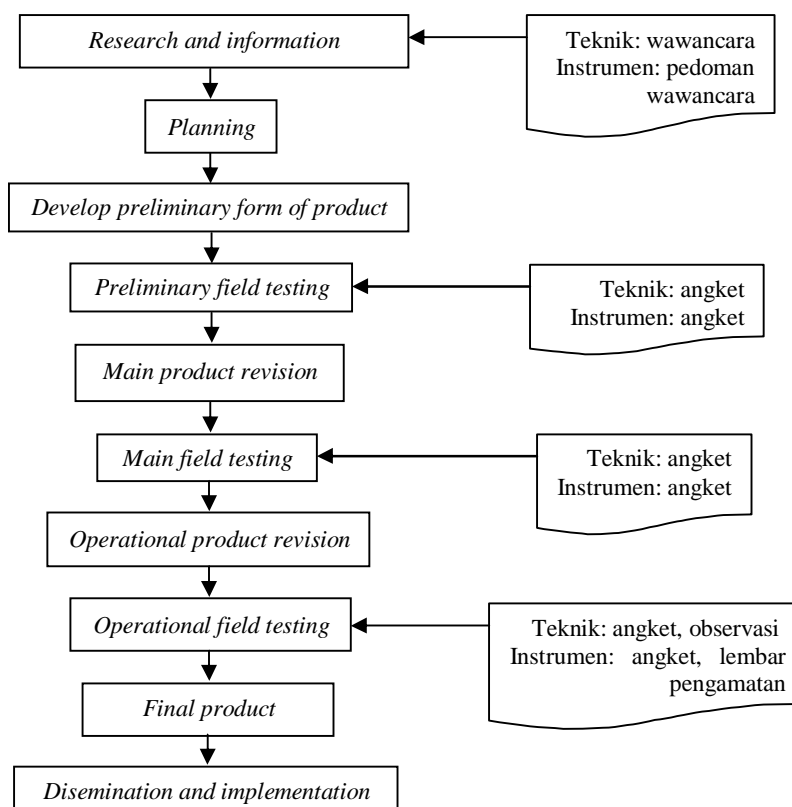 Research and information
Teknik: wawancara
Instrumen: pedoman
wawancara
Planning
Develop preliminary form of product
Preliminary field testing
Teknik: angket
Instrumen: angket
Main product revision
Main field testing
Teknik: angket
Instrumen: angket
Operational product revision
Operational field testing
Teknik: angket, observasi
Instrumen: angket, lembar
pengamatan
Final product
Disemination and implementation